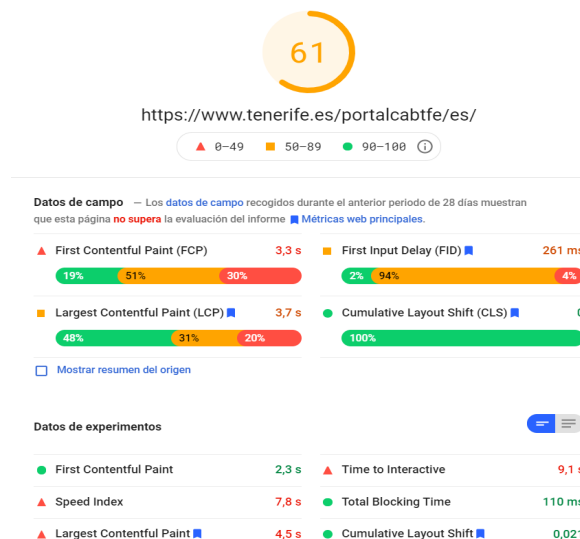 61
https://www.tenerife.es/portalcabtfe/es/
0–49 50–89 90–100
Datos de campo — Los datos de campo recogidos durante el anterior periodo de 28 días muestran
que esta página no supera la evaluación del informe Métricas web principales.
First Contentful Paint (FCP) 3,3 s
19% 51% 30%
First Input Delay (FID) 261 ms
2% 94% 4%
Largest Contentful Paint (LCP) 3,7 s
48% 31% 20%
Cumulative Layout Shift (CLS) 0
100%
Mostrar resumen del origen
Datos de experimentos
First Contentful Paint 2,3 s
Time to Interactive 9,1 s
Speed Index 7,8 s
Total Blocking Time 110 ms
Largest Contentful Paint 4,5 s
Cumulative Layout Shift 0,021